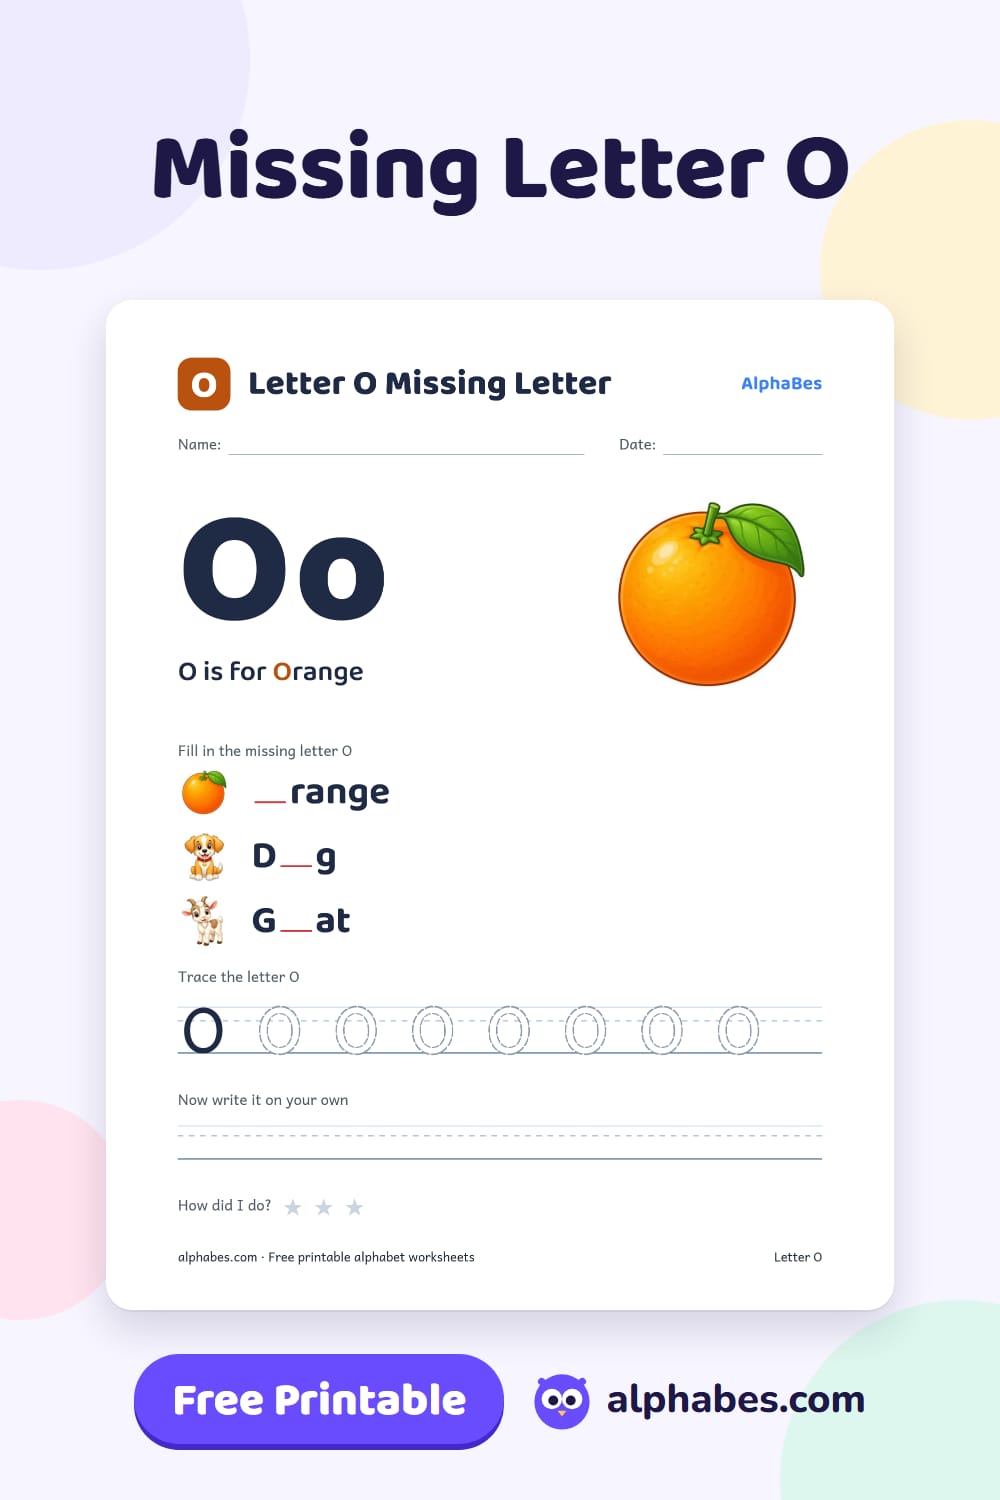 Missing Letter O
O Letter O Missing Letter AlphaBes
Name: Date:
Oo
O is for Orange
Fill in the missing letter O
__range
D__g
G__at
Trace the letter O
O O O O O O O O
Now write it on your own
How did I do?
alphabes.com · Free printable alphabet worksheets Letter O
Free Printable alphabes.com